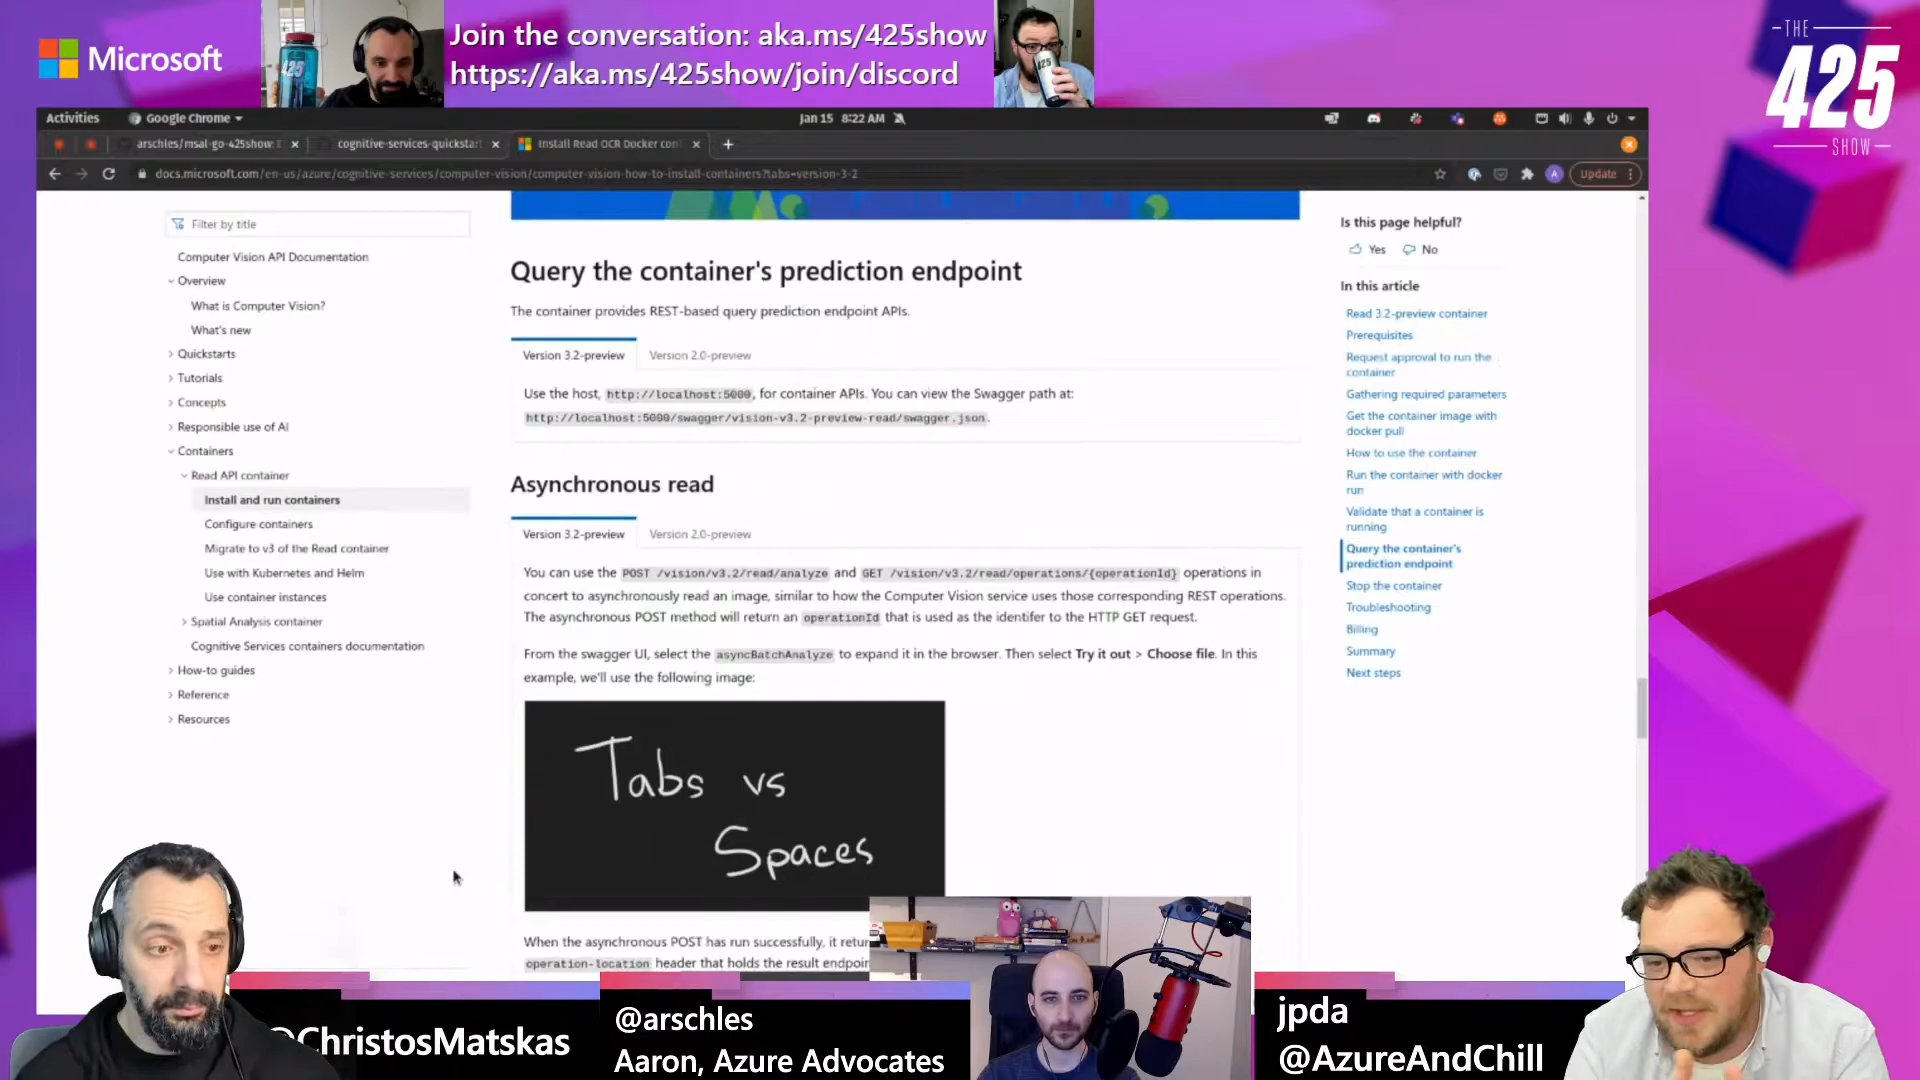 Microsoft
425
Join the conversation: aka.ms/425show
https://aka.ms/425show/join/discord
425
THE
425
SHOW
Activities
Google Chrome
Jan 15 8:22 AM
arschles/msal-go-425show:
cognitive-services-quickstart
Install Read OCR Docker con
docs.microsoft.com/en-us/azure/cognitive-services/computer-vision/computer-vision-how-to-install-containers?tabs=version-3-2
A
Update
Filter by title
Computer Vision API Documentation
Overview
What is Computer Vision?
What's new
Quickstarts
Tutorials
Concepts
Responsible use of AI
Containers
Read API container
Install and run containers
Configure containers
Migrate to v3 of the Read container
Use with Kubernetes and Helm
Use container instances
Spatial Analysis container
Cognitive Services containers documentation
How-to guides
Reference
Resources
Query the container's prediction endpoint
The container provides REST-based query prediction endpoint APIs.
Version 3.2-preview
Version 2.0-preview
Use the host, http://localhost:5000, for container APIs. You can view the Swagger path at:
http://localhost:5000/swagger/vision-v3.2-preview-read/swagger.json.
Asynchronous read
Version 3.2-preview
Version 2.0-preview
You can use the POST /vision/v3.2/read/analyze and GET /vision/v3.2/read/operations/{operationId} operations in
concert to asynchronously read an image, similar to how the Computer Vision service uses those corresponding REST operations.
The asynchronous POST method will return an operationId that is used as the identifer to the HTTP GET request.
From the swagger UI, select the asyncBatchAnalyze to expand it in the browser. Then select Try it out > Choose file. In this
example, we'll use the following image:
Tabs vs
Spaces
When the asynchronous POST has run successfully, it retur
operation-location header that holds the result endpoin
Is this page helpful?
Yes
No
In this article
Read 3.2-preview container
Prerequisites
Request approval to run the
container
Gathering required parameters
Get the container image with
docker pull
How to use the container
Run the container with docker
run
Validate that a container is
running
Query the container's
prediction endpoint
Stop the container
Troubleshooting
Billing
Summary
Next steps
@ChristosMatskas
@arschles
Aaron, Azure Advocates
jpda
@AzureAndChill